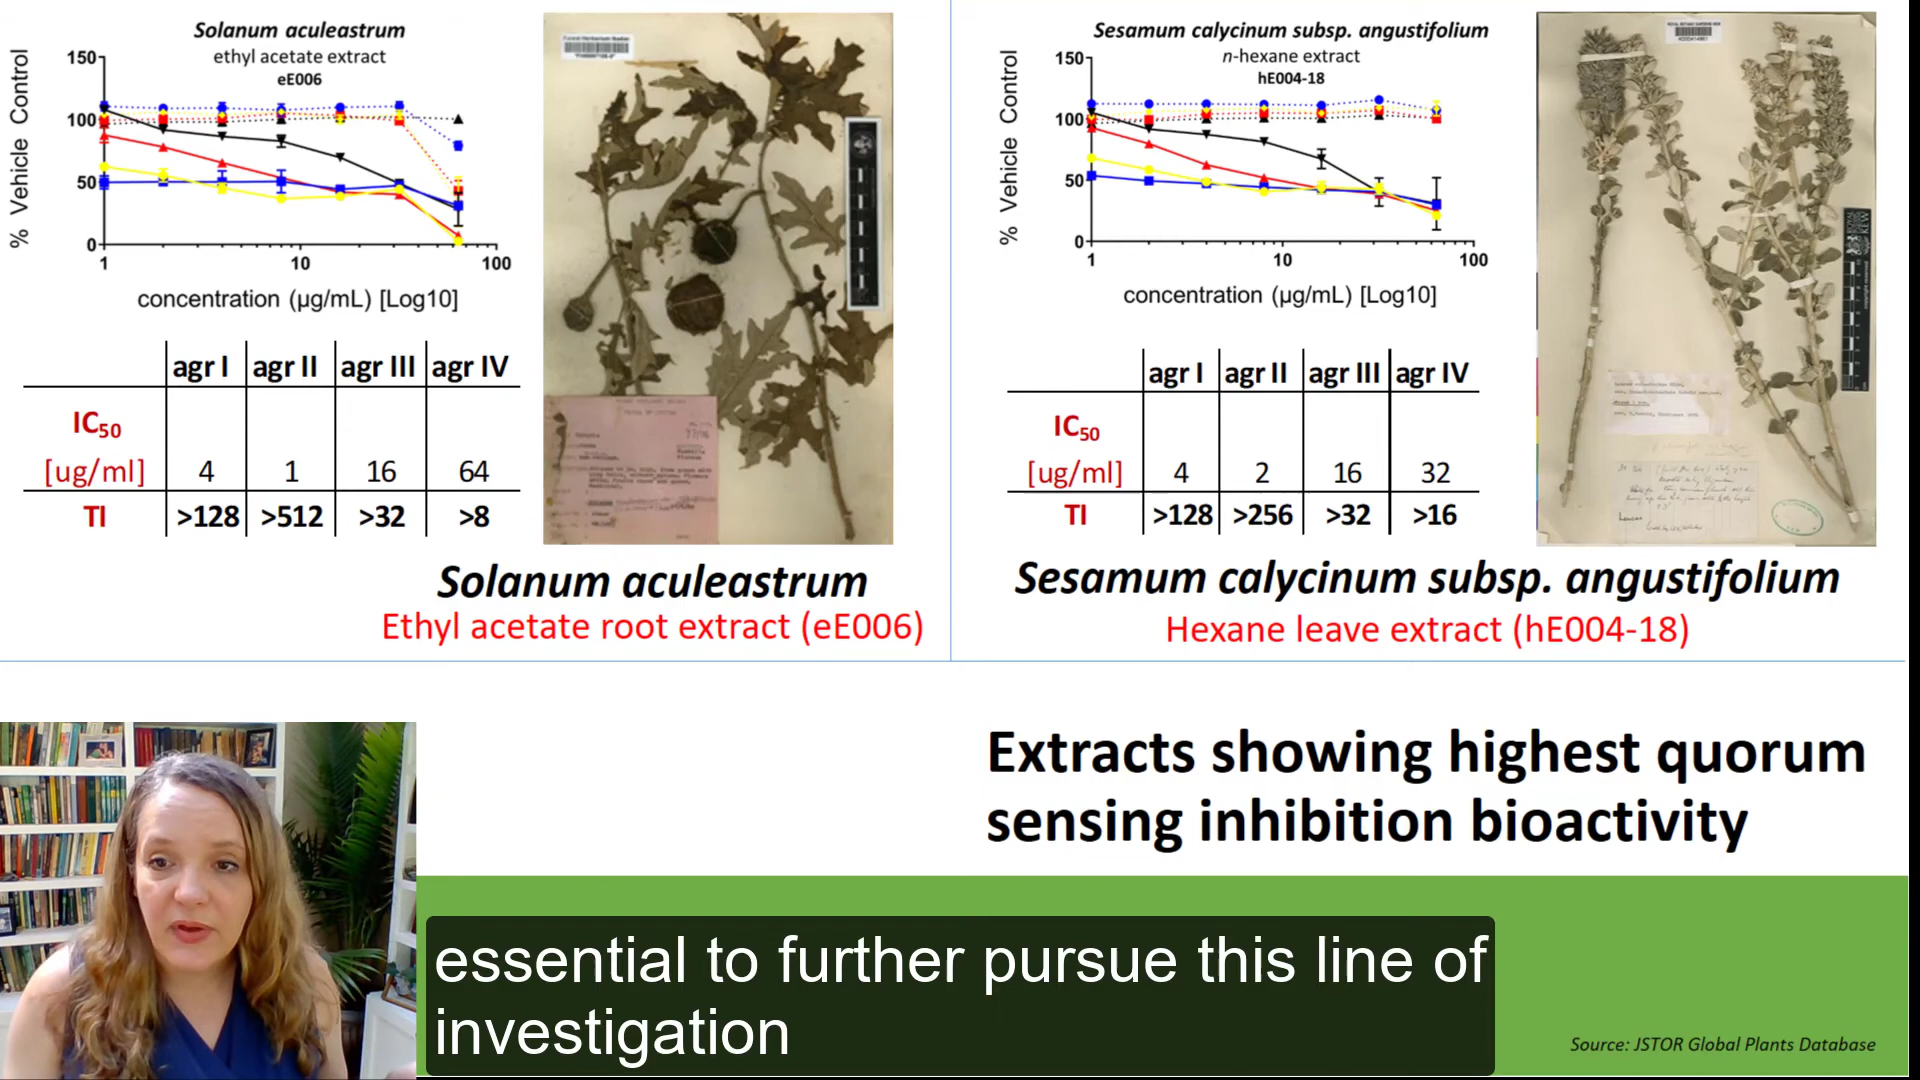 Solanum aculeastrum
ethyl acetate extract
eE006
% Vehicle Control
150
100
50
0
1
10
100
concentration (µg/mL) [Log10]
agr I agr II agr III agr IV
IC50
[ug/ml] 4 1 16 64
TI >128 >512 >32 >8
Solanum aculeastrum
Ethyl acetate root extract (eE006)
Sesamum calycinum subsp. angustifolium
n-hexane extract
hE004-18
% Vehicle Control
150
100
50
0
1
10
100
concentration (µg/mL) [Log10]
agr I agr II agr III agr IV
IC50
[ug/ml] 4 2 16 32
TI >128 >256 >32 >16
Sesamum calycinum subsp. angustifolium
Hexane leave extract (hE004-18)
Extracts showing highest quorum
sensing inhibition bioactivity
essential to further pursue this line of
investigation
Source: JSTOR Global Plants Database